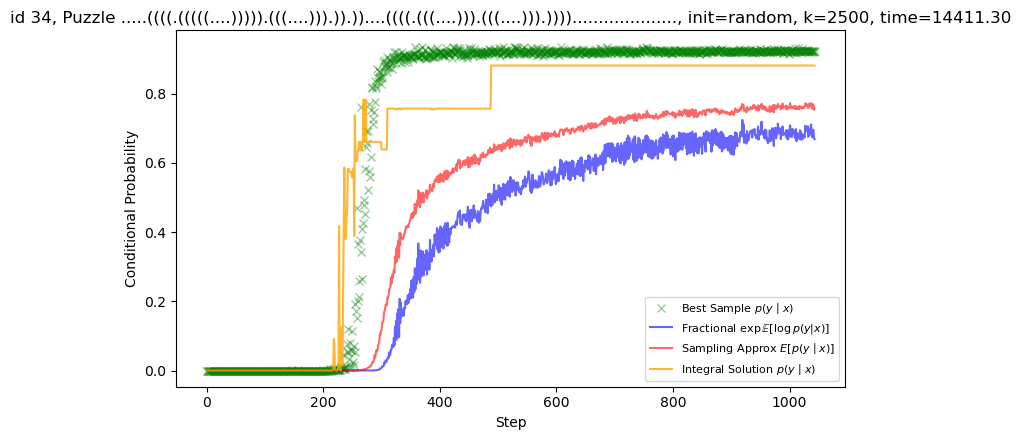 id 34, Puzzle .....((((.(((((....))))).(((....))).)).))....((((.(((....))).(((....))).))))....................., init=random, k=2500, time=14411.30
Conditional Probability
0.8
0.6
0.4
0.2
0.0
0 200 400 600 800 1000
Step
Best Sample p(y | x)
Fractional exp𝔼[log p(y|x)]
Sampling Approx E[p(y | x)]
Integral Solution p(y | x)